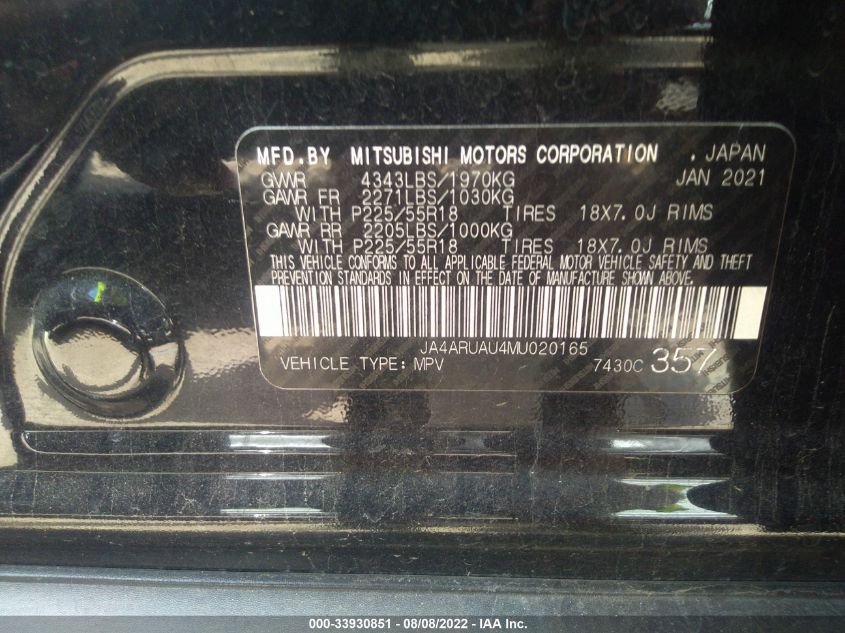 MFD.BY MITSUBISHI MOTORS CORPORATION . JAPAN
GVWR 4343LBS/1970KG JAN 2021
GAWR FR 2271LBS/1030KG
WITH P225/55R18 TIRES 18X7.0J RIMS
GAWR RR 2205LBS/1000KG
WITH P225/55R18 TIRES 18X7.0J RIMS
THIS VEHICLE CONFORMS TO ALL APPLICABLE FEDERAL MOTOR VEHICLE SAFETY AND THEFT
PREVENTION STANDARDS IN EFFECT ON THE DATE OF MANUFACTURE SHOWN ABOVE.
JA4ARUAU4MU020165
VEHICLE TYPE: MPV 7430C 357
000-33930851 - 08/08/2022 - IAA Inc.